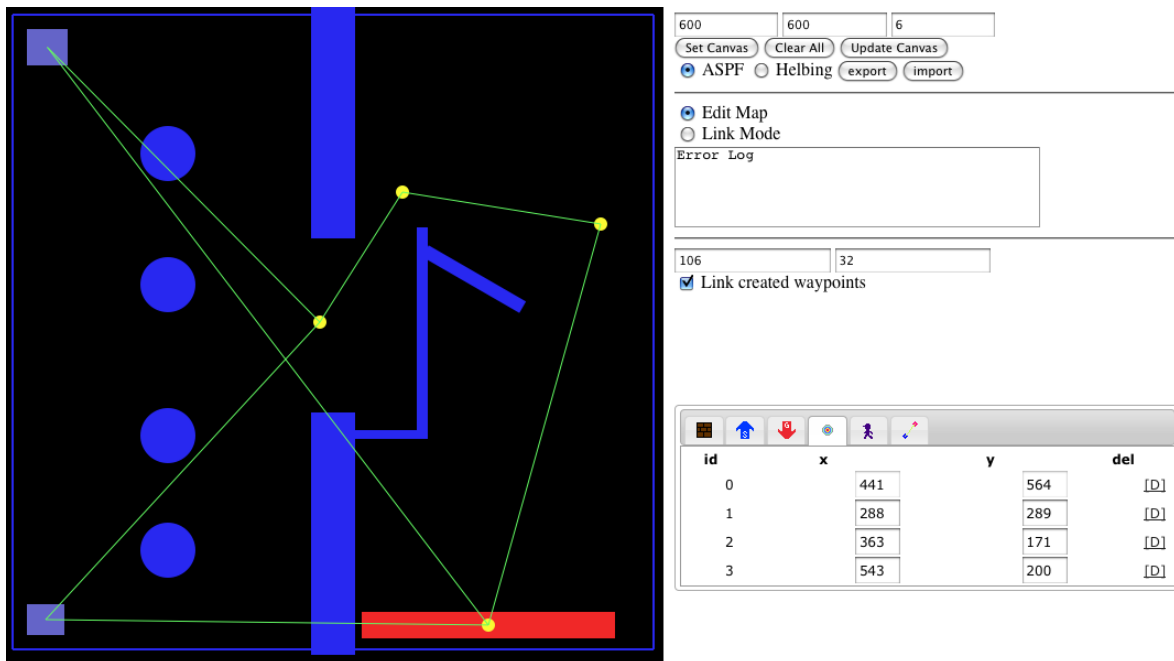 600 600 6
Set Canvas Clear All Update Canvas
ASPF Helbing export import
Edit Map
Link Mode
Error Log
106 32
Link created waypoints
S G
id x y del
0 441 564 [D]
1 288 289 [D]
2 363 171 [D]
3 543 200 [D]